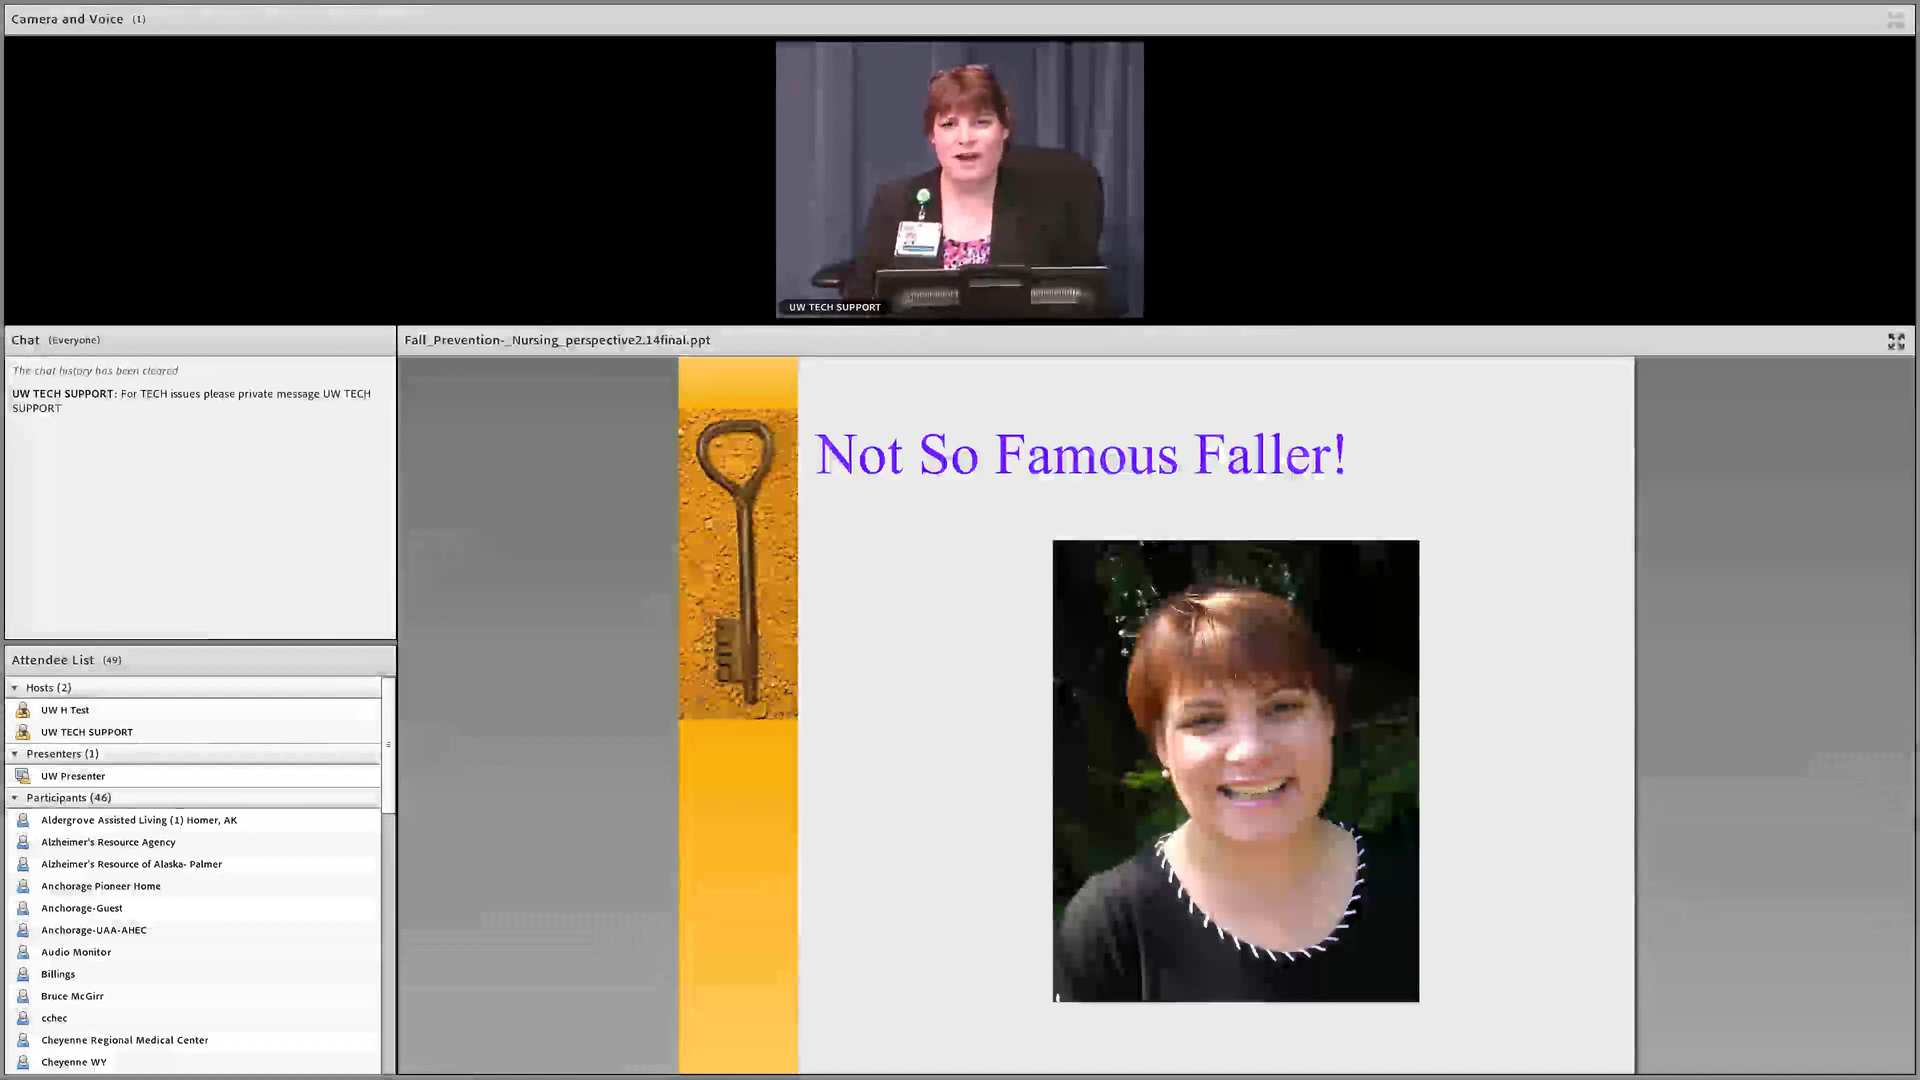 Camera and Voice (1)
UW TECH SUPPORT
Chat (Everyone)
The chat history has been cleared
UW TECH SUPPORT: For TECH issues please private message UW TECH
SUPPORT
Attendee List (49)
Hosts (2)
UW H Test
UW TECH SUPPORT
Presenters (1)
UW Presenter
Participants (46)
Aldergrove Assisted Living (1) Homer, AK
Alzheimer's Resource Agency
Alzheimer's Resource of Alaska- Palmer
Anchorage Pioneer Home
Anchorage-Guest
Anchorage-UAA-AHEC
Audio Monitor
Billings
Bruce McGirr
cchec
Cheyenne Regional Medical Center
Cheyenne WY
Fall_Prevention-_Nursing_perspective2.14final.ppt
Not So Famous Faller!